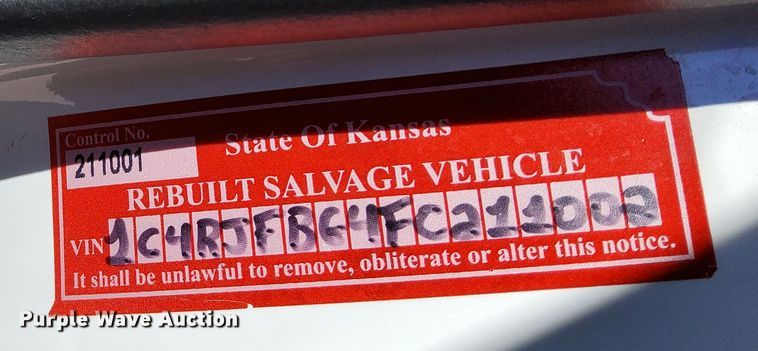 Control No.
211001
State Of Kansas
REBUILT SALVAGE VEHICLE
VIN 1C4RJFBG4FC211002
It shall be unlawful to remove, obliterate or alter this notice.
Purple Wave Auction